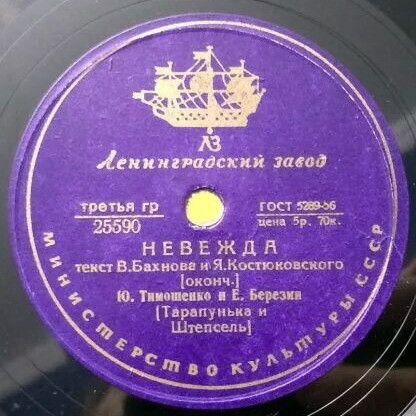 ЛЗ
Ленинградский завод
третья гр
ГОСТ 5289-56
25590
цена 5р. 70к.
НЕВЕЖДА
текст В.Бахнова и Я.Костюковского
[оконч.]
Ю. Тимошенко и Е. Березин
[Тарапунька и
Штепсель]
МИНИСТЕРСТВО КУЛЬТУРЫ СССР